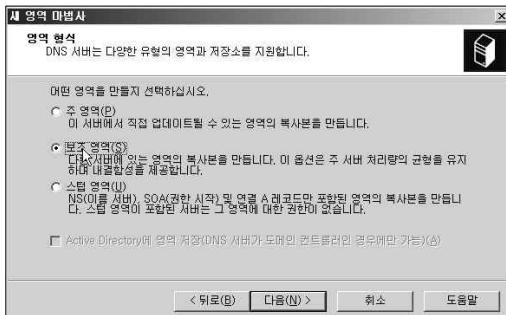 새 영역 마법사
영역 형식
DNS 서버는 다양한 유형의 영역과 저장소를 지원합니다.
어떤 영역을 만들지 선택하십시오.
주 영역(P)
이 서버에서 직접 업데이트될 수 있는 영역의 복사본을 만듭니다.
보조 영역(S)
다른 서버에 있는 영역의 복사본을 만듭니다. 이 옵션은 주 서버 처리량의 균형을 유지
하며 내결함성을 제공합니다.
스텁 영역(U)
NS(이름 서버), SOA(권한 시작) 및 연결 A 레코드만 포함된 영역의 복사본을 만듭니
다. 스텁 영역이 포함된 서버는 그 영역에 대한 권한이 없습니다.
Active Directory에 영역 저장(DNS 서버가 도메인 컨트롤러인 경우에만 가능)(A)
< 뒤로(B) 다음(N) > 취소 도움말